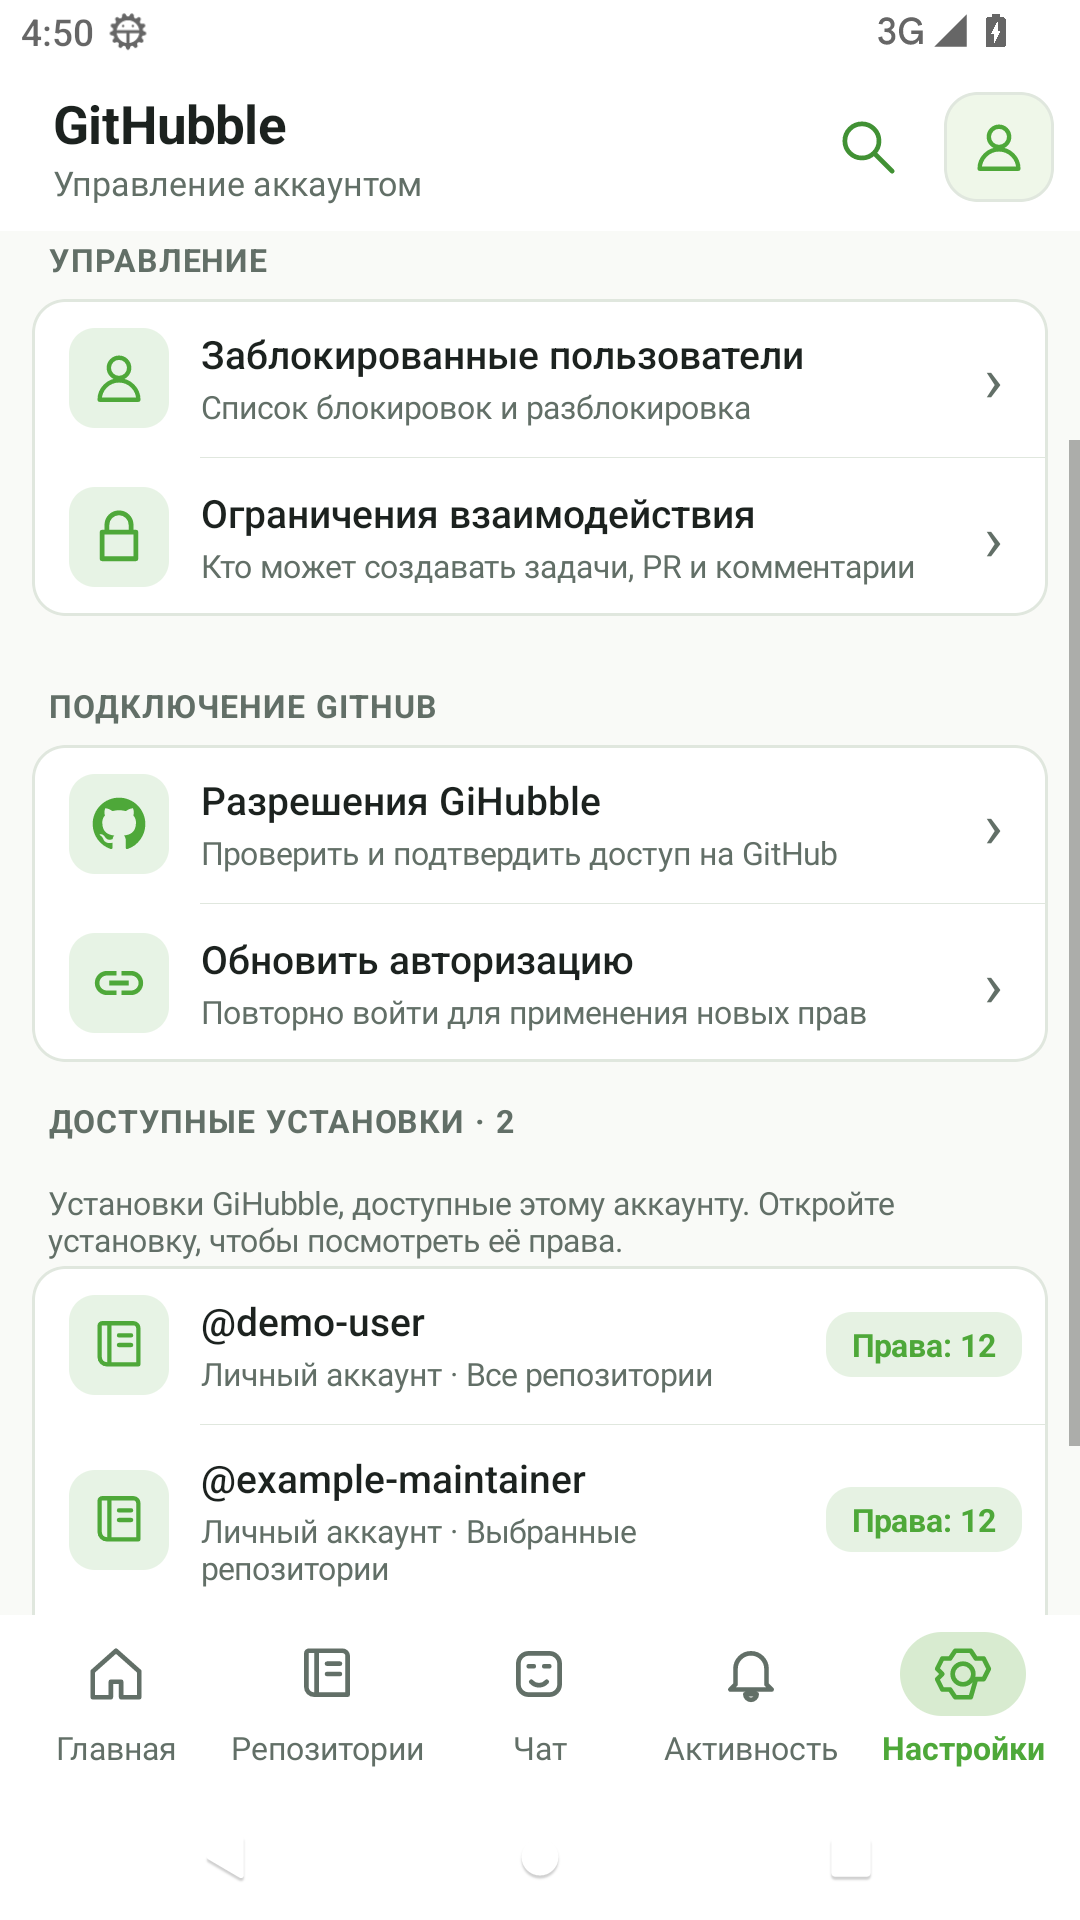 4:50
3G
GitHubble
Управление аккаунтом
УПРАВЛЕНИЕ
Заблокированные пользователи
Список блокировок и разблокировка
Ограничения взаимодействия
Кто может создавать задачи, PR и комментарии
ПОДКЛЮЧЕНИЕ GITHUB
Разрешения GiHubble
Проверить и подтвердить доступ на GitHub
Обновить авторизацию
Повторно войти для применения новых прав
ДОСТУПНЫЕ УСТАНОВКИ · 2
Установки GiHubble, доступные этому аккаунту. Откройте
установку, чтобы посмотреть её права.
@demo-user
Личный аккаунт · Все репозитории
Права: 12
@example-maintainer
Личный аккаунт · Выбранные
репозитории
Права: 12
Главная
Репозитории
Чат
Активность
Настройки